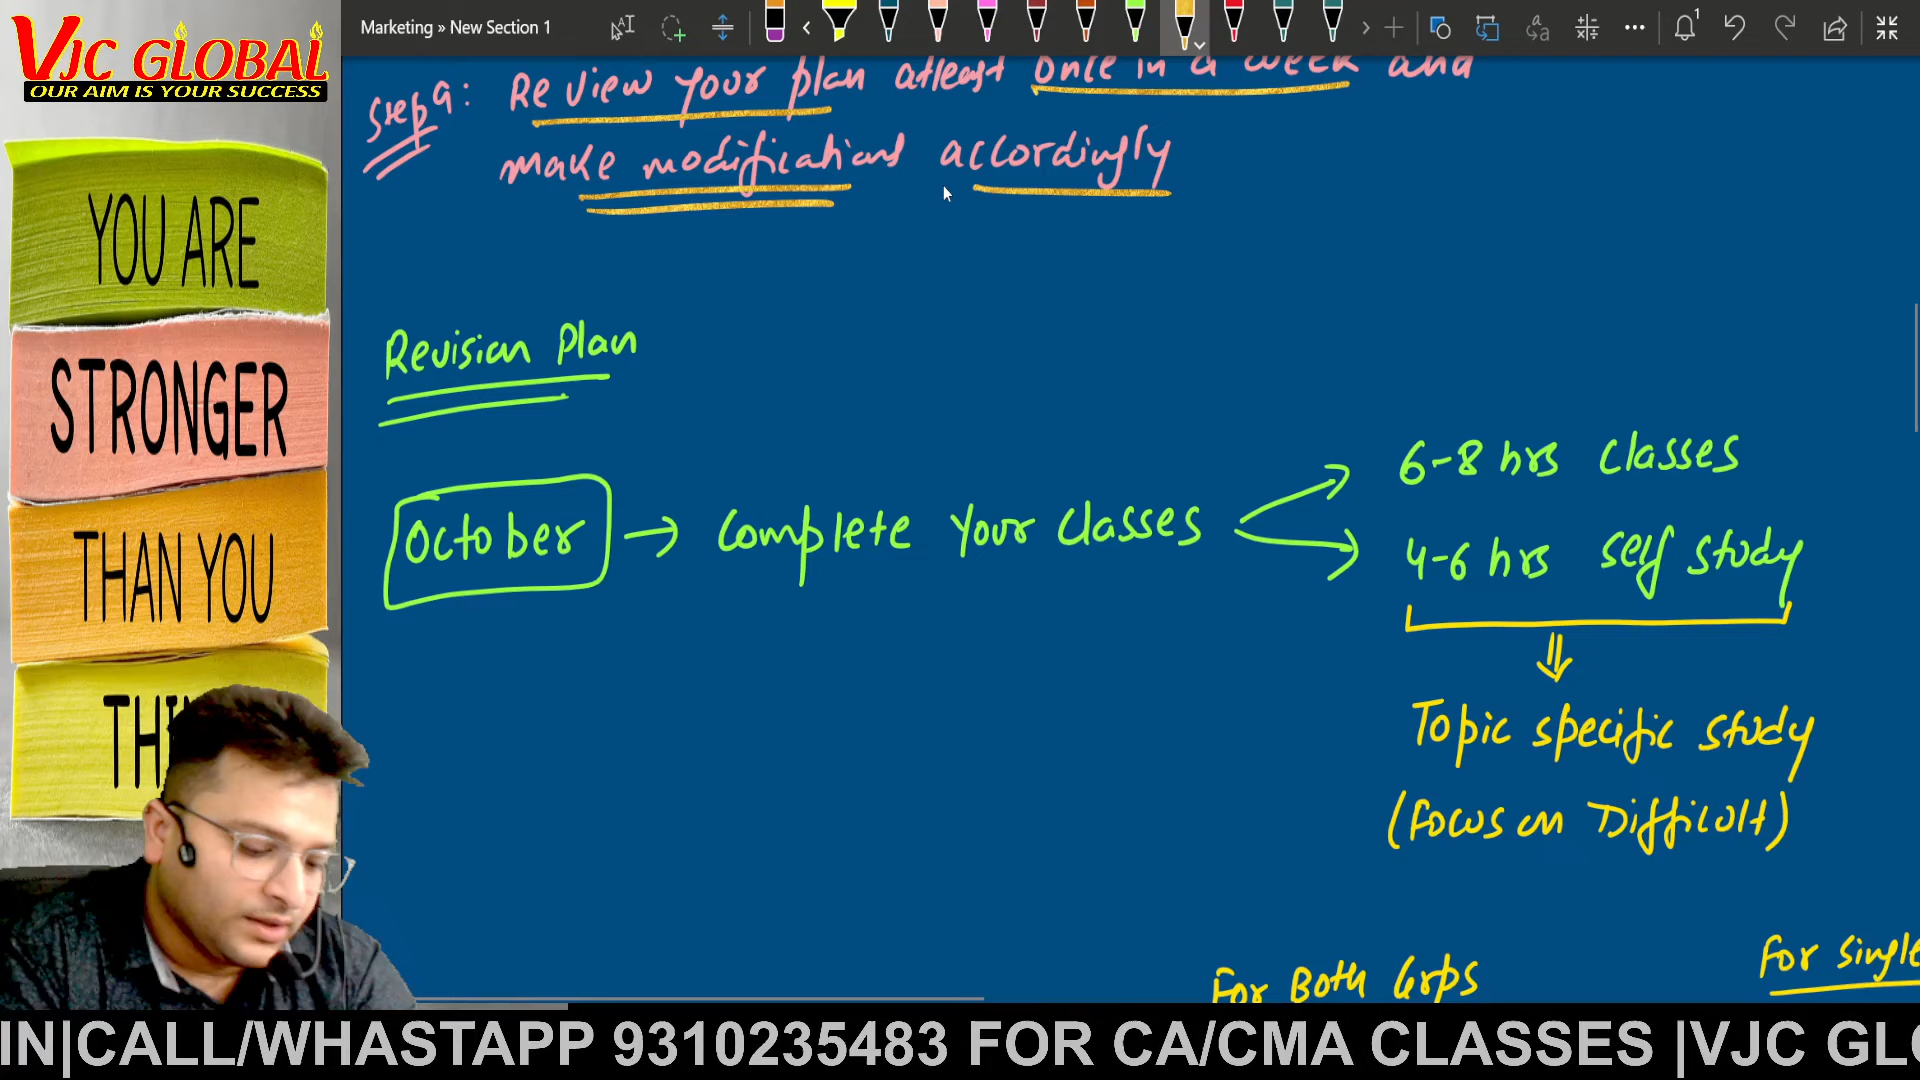 VJC GLOBAL
OUR AIM IS YOUR SUCCESS
Marketing » New Section 1
YOU ARE
STRONGER
THAN YOU
Step 9: Review your plan atleast once in a week and
make modifications accordingly
Revision Plan
October → Complete Your Classes
6-8 hrs classes
4-6 hrs self study
Topic specific study
(Focus on Difficult)
For Both Grps
For Single
IN|CALL/WHASTAPP 9310235483 FOR CA/CMA CLASSES |VJC GL